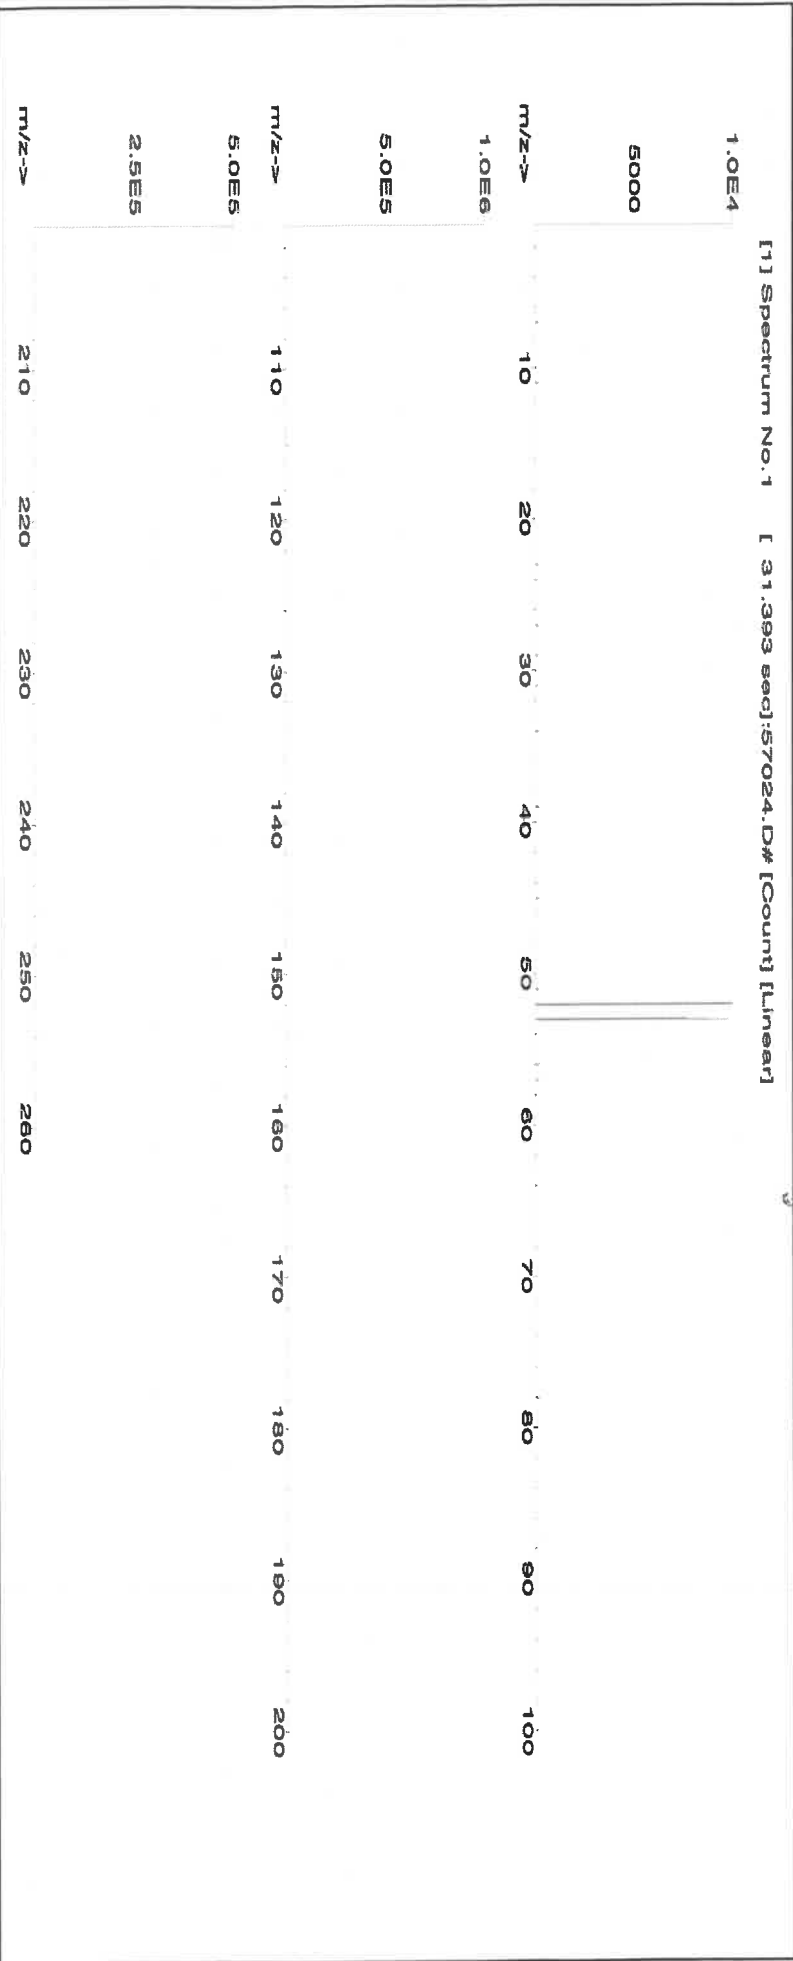 [1] Spectrum No.1 [ 31.393 sec]:57024.D# [Count] [Linear]
1.0E4
5000
m/z-> 10 20 30 40 50 60 70 80 90 100
1.0E6
5.0E5
m/z-> 110 120 130 140 150 160 170 180 190 200
5.0E5
2.5E5
m/z-> 210 220 230 240 250 260